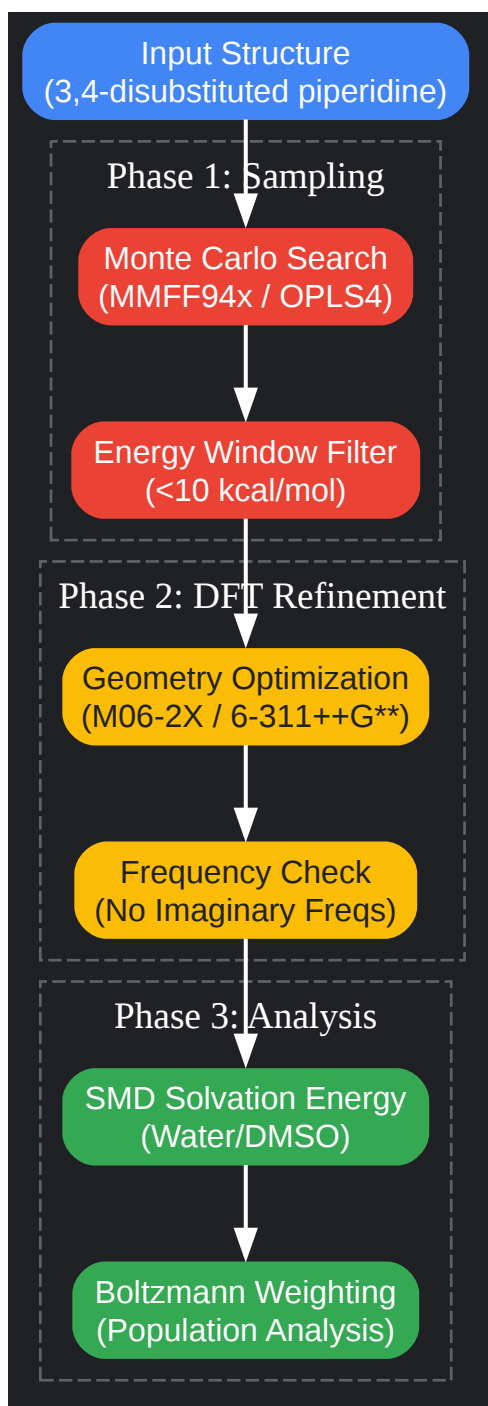 Input Structure
(3,4-disubstituted piperidine)
Phase 1: Sampling
Monte Carlo Search
(MMFF94x / OPLS4)
Energy Window Filter
(<10 kcal/mol)
Phase 2: DFT Refinement
Geometry Optimization
(M06-2X / 6-311++G**)
Frequency Check
(No Imaginary Freqs)
Phase 3: Analysis
SMD Solvation Energy
(Water/DMSO)
Boltzmann Weighting
(Population Analysis)